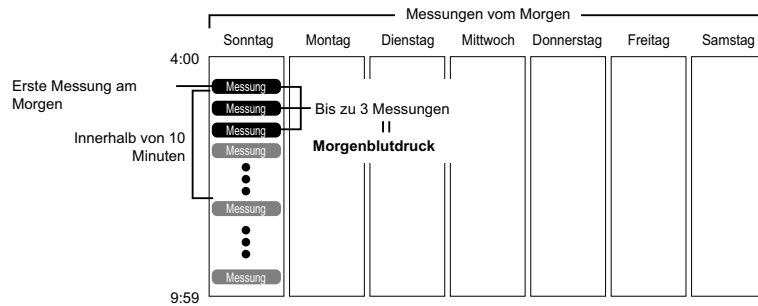 Messungen vom Morgen
Sonntag Montag Dienstag Mittwoch Donnerstag Freitag Samstag
4:00
Erste Messung am
Morgen
Innerhalb von 10
Minuten
Messung
Messung
Messung
Messung
Messung
Messung
Bis zu 3 Messungen
=
Morgenblutdruck
9:59